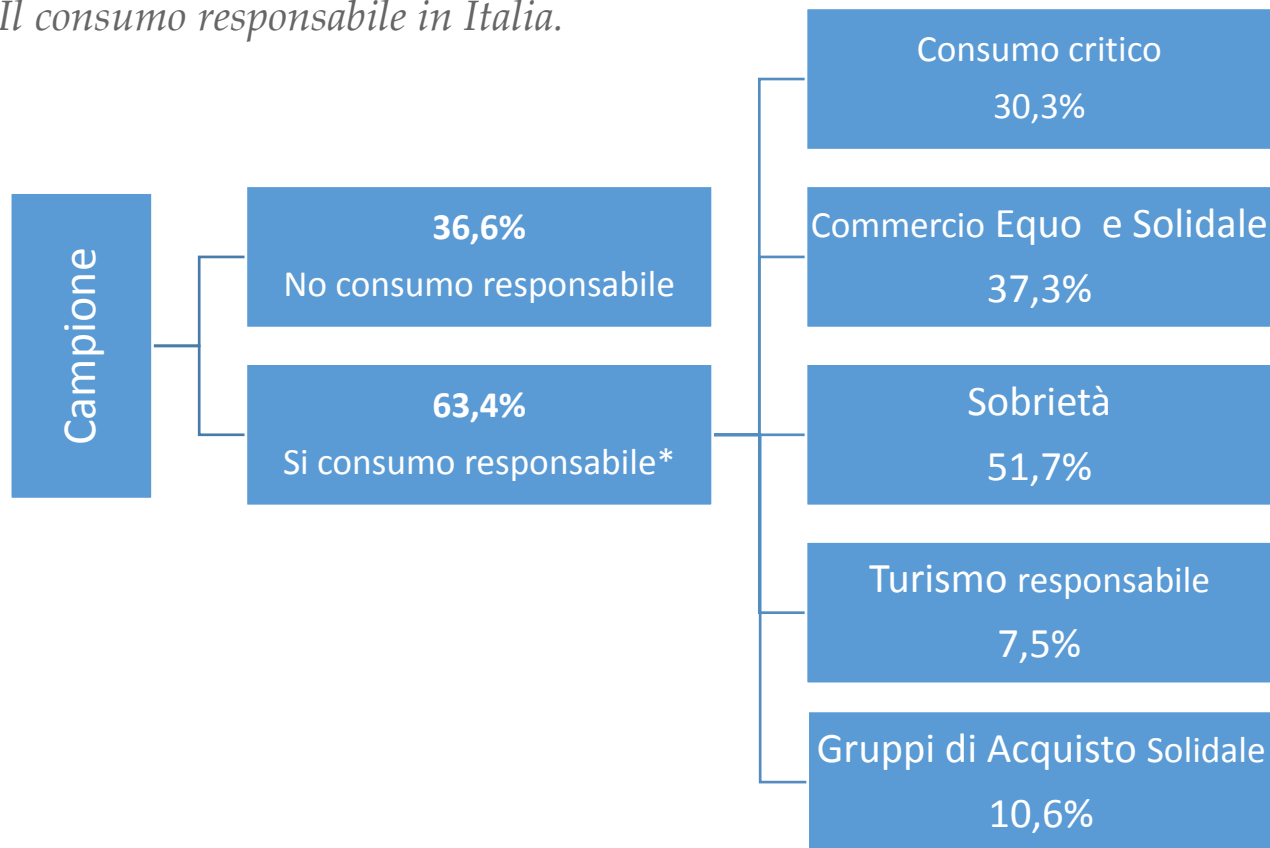 Il consumo responsabile in Italia.
Campione
36,6%
No consumo responsabile
63,4%
Si consumo responsabile*
Consumo critico
30,3%
Commercio Equo e Solidale
37,3%
Sobrietà
51,7%
Turismo responsabile
7,5%
Gruppi di Acquisto Solidale
10,6%